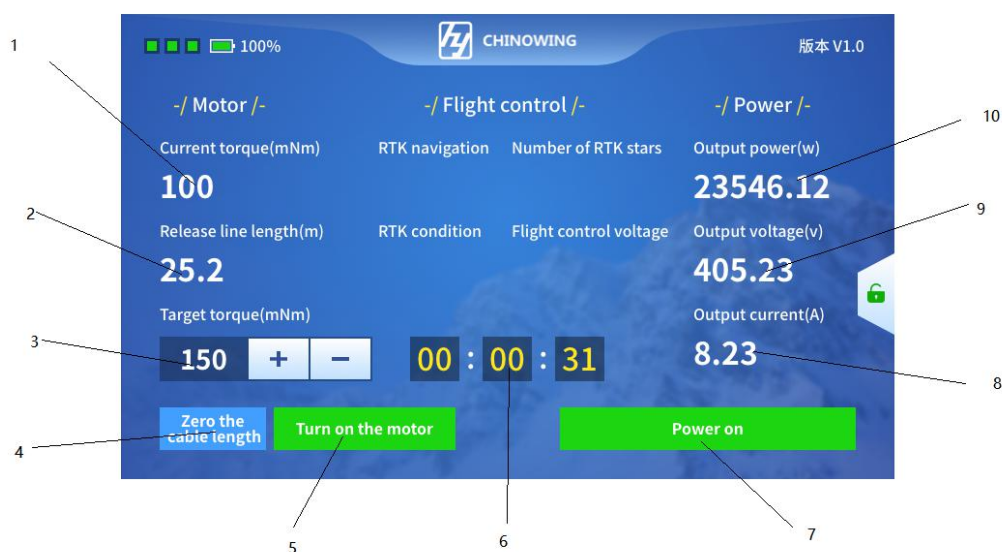 100%
CHINOWING
版本 V1.0
-/ Motor /-
-/ Flight control /-
-/ Power /-
Current torque(mNm)
RTK navigation
Number of RTK stars
Output power(w)
100
23546.12
Release line length(m)
RTK condition
Flight control voltage
Output voltage(v)
25.2
405.23
Target torque(mNm)
Output current(A)
150 + −
00 : 00 : 31
8.23
Zero the
cable length
Turn on the motor
Power on
1
2
3
4
5
6
7
8
9
10